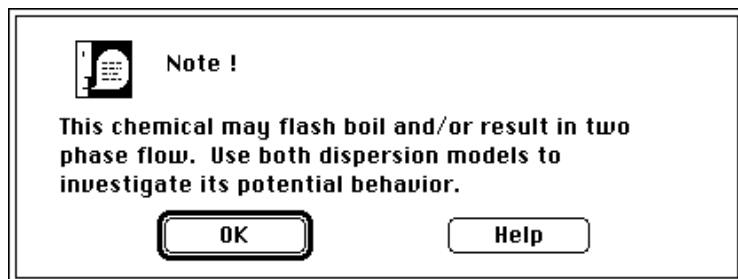 Note !
This chemical may flash boil and/or result in two
phase flow.  Use both dispersion models to
investigate its potential behavior.
OK
Help